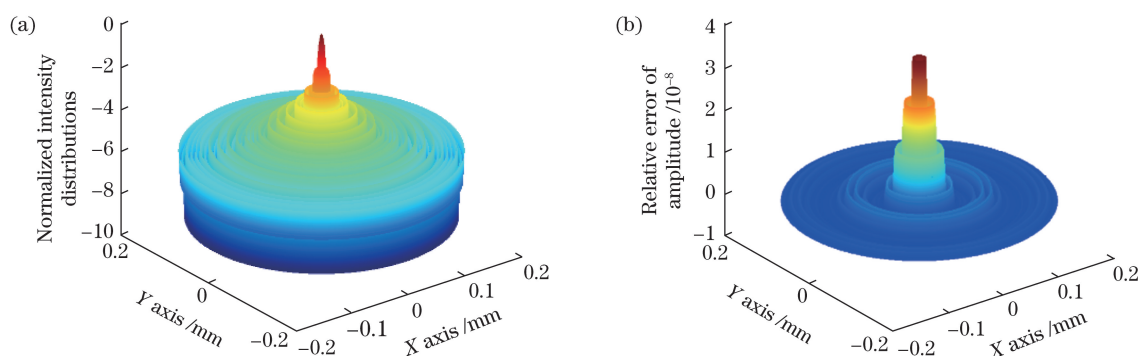 (a)
0
−2
−4
−6
−8
−10
Normalized intensity
distributions
0.2
0
−0.2
Y axis /mm
−0.2
−0.1
0
0.1
0.2
X axis /mm
(b)
4
3
2
1
0
−1
Relative error of
amplitude /10⁻⁸
0.2
0
−0.2
Y axis /mm
−0.2
−0.1
0
0.1
0.2
X axis /mm